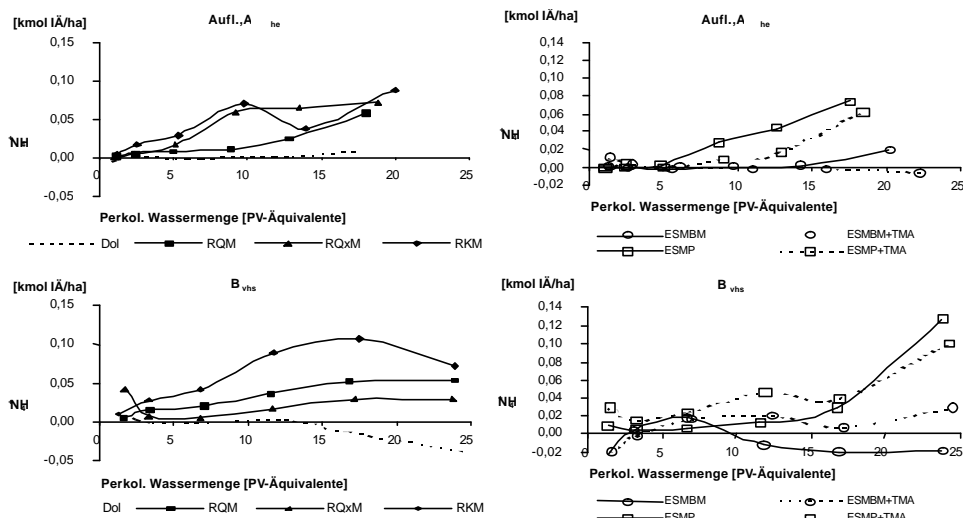 [kmol IÄ/ha] Aufl.,A he
0,15
0,10
0,05
0,00
-0,05
0 5 10 15 20 25
Perkol. Wassermenge [PV-Äquivalente]
Dol RQM RQxM RKM
[kmol IÄ/ha] Aufl.,A he
0,14
0,12
0,10
0,08
0,06
0,04
0,02
0,00
-0,02
0 5 10 15 20 25
Perkol. Wassermenge [PV-Äquivalente]
ESMBM ESMBM+TMA
ESMP ESMP+TMA
[kmol IÄ/ha] B vhs
0,15
0,10
0,05
0,00
-0,05
0 5 10 15 20 25
Perkol. Wassermenge [PV-Äquivalente]
Dol RQM RQxM RKM
[kmol IÄ/ha] B vhs
0,14
0,12
0,10
0,08
0,06
0,04
0,02
0,00
-0,02
0 5 10 15 20 25
Perkol. Wassermenge [PV-Äquivalente]
ESMBM ESMBM+TMA
ESMP ESMP+TMA